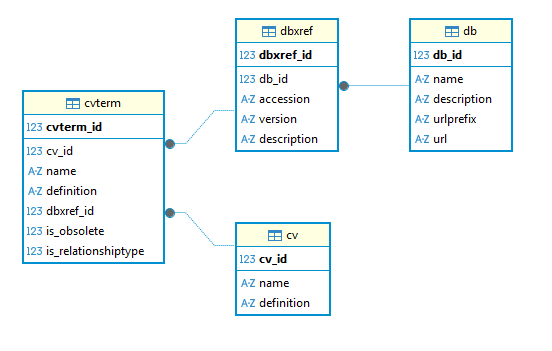 cvterm
123 cvterm_id
123 cv_id
A-Z name
A-Z definition
123 dbxref_id
123 is_obsolete
123 is_relationshiptype
dbxref
123 dbxref_id
123 db_id
A-Z accession
A-Z version
A-Z description
db
123 db_id
A-Z name
A-Z description
A-Z urlprefix
A-Z url
cv
123 cv_id
A-Z name
A-Z definition